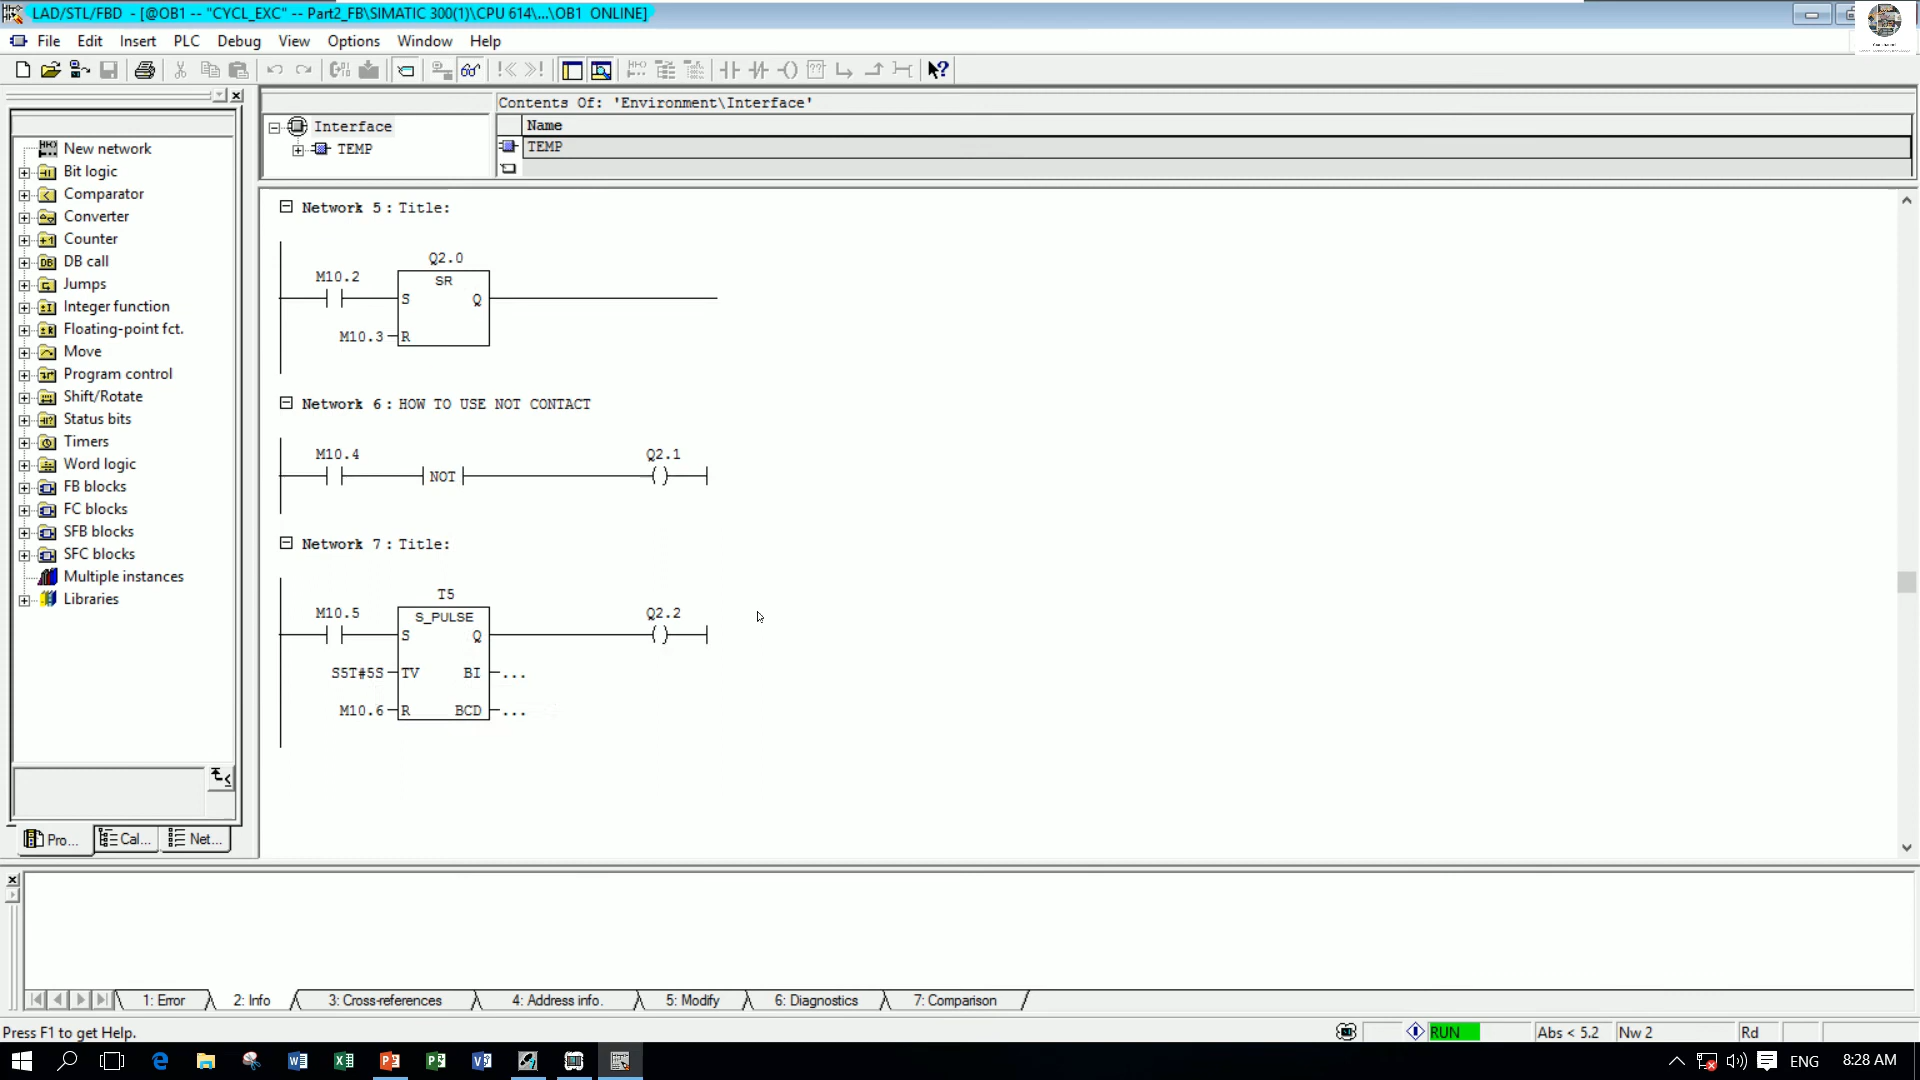 LAD/STL/FBD - [@OB1 -- "CYCL_EXC" -- Part2_FB\SIMATIC 300(1)\CPU 614\...\OB1 ONLINE]
File Edit Insert PLC Debug View Options Window Help
Contents Of: 'Environment\Interface'
Interface
Name
TEMP
TEMP
New network
Bit logic
Comparator
Converter
Counter
DB call
Jumps
Integer function
Floating-point fct.
Move
Program control
Shift/Rotate
Status bits
Timers
Word logic
FB blocks
FC blocks
SFB blocks
SFC blocks
Multiple instances
Libraries
Pro... Cal... Net...
Network 5 : Title:
Q2.0
M10.2
SR
S Q
M10.3 R
Network 6 : HOW TO USE NOT CONTACT
M10.4 Q2.1
NOT
Network 7 : Title:
T5
M10.5 Q2.2
S_PULSE
S Q
S5T#5S TV BI ...
M10.6 R BCD ...
1: Error 2: Info 3: Cross-references 4: Address info. 5: Modify 6: Diagnostics 7: Comparison
Press F1 to get Help.
RUN Abs < 5.2 Nw 2 Rd
ENG 8:28 AM